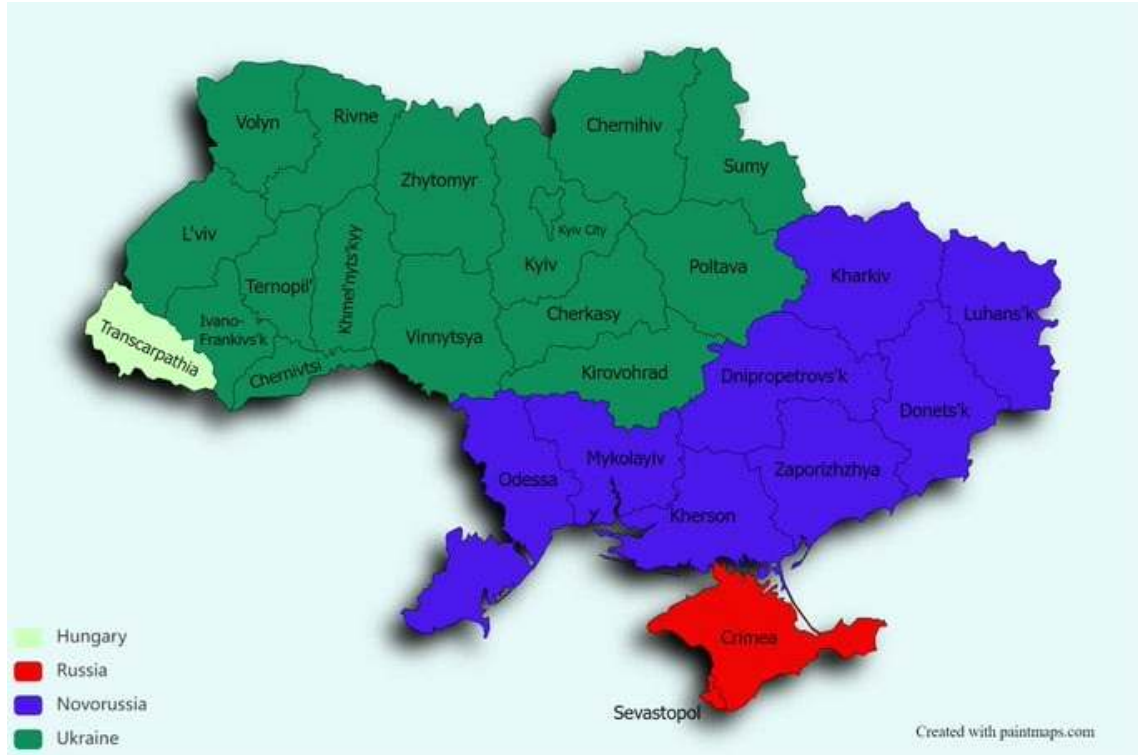 Volyn
Rivne
Chernihiv
Sumy
Zhytomyr
L'viv
Kyiv City
Kyiv
Poltava
Kharkiv
Ternopil'
Khmel'nyts'kyy
Luhans'k
Ivano-
Frankivs'k
Cherkasy
Transcarpathia
Vinnytsya
Chernivtsi
Kirovohrad
Dnipropetrovs'k
Donets'k
Odessa
Mykolayiv
Zaporizhzhya
Kherson
Crimea
Sevastopol
Hungary
Russia
Novorussia
Ukraine
Created with paintmaps.com